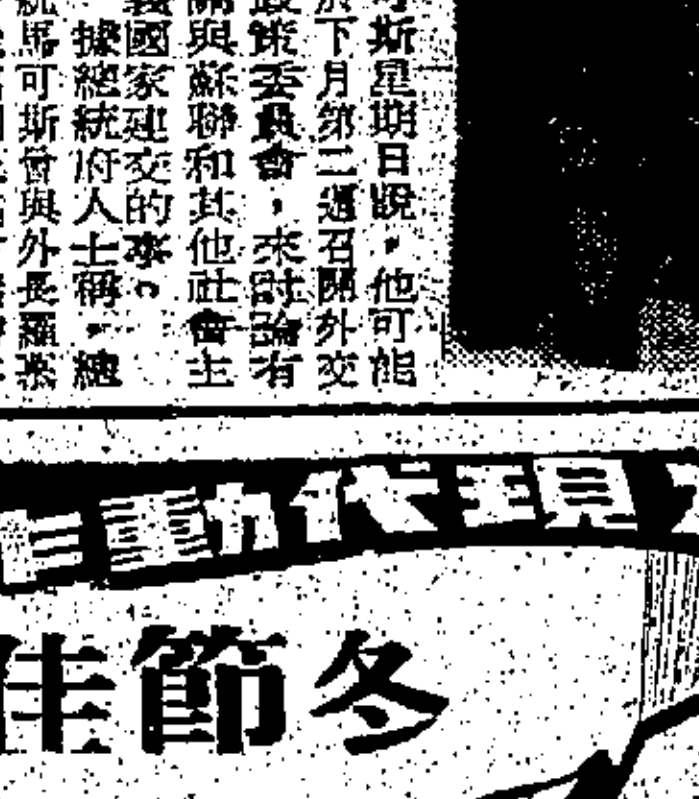 斯星期日說，他可能
於下月第二週召開外交
政策委員會，來討論有
關與蘇聯和其他社會主
義國家建交的事。
據總統府人士稱，總
統馬可斯曾與外長羅慕
現代動
冬節佳